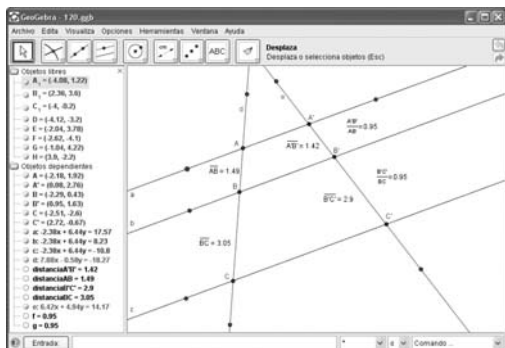 GeoGebra - 120.ggb
Archivo Edita Visualiza Opciones Herramientas Ventana Ayuda
ABC
Desplaza
Desplaza o selecciona objetos (Esc)
Objetos libres
A₁ = (-4.08, 1.22)
B₁ = (2.36, 3.6)
C₁ = (-4, -0.2)
D = (-4.12, -3.2)
E = (-2.04, 3.78)
F = (-2.62, -4.1)
G = (-1.04, 4.22)
H = (3.9, -2.2)
Objetos dependientes
A = (-2.18, 1.92)
A' = (0.08, 2.76)
B = (-2.29, 0.43)
B' = (0.95, 1.63)
C = (-2.51, -2.6)
C' = (2.72, -0.67)
a: -2.38x + 6.44y = 17.57
b: -2.38x + 6.44y = 8.23
c: -2.38x + 6.44y = -10.8
d: 7.88x - 0.58y = -18.27
distanciaA'B' = 1.42
distanciaAB = 1.49
distanciaB'C' = 2.9
distanciaBC = 3.05
e: 6.42x + 4.94y = 14.17
f = 0.95
g = 0.95
A'
A'B' = 1.42
A'B'/AB = 0.95
A
AB = 1.49
B'
B
B'C' = 2.9
B'C'/BC = 0.95
a
b
BC = 3.05
C'
C
Entrada:
Comando ...